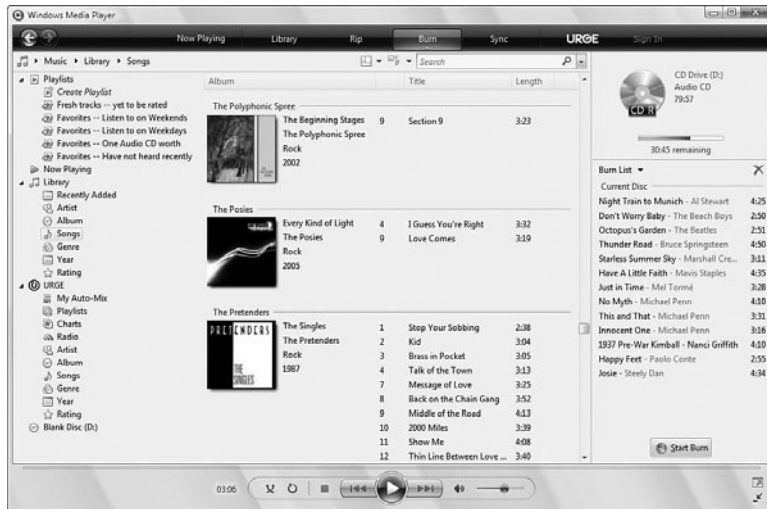 Windows Media Player
Now Playing Library Rip Burn Sync URGE Sign In
Music Library Songs
Search
Playlists
Create Playlist
Fresh tracks -- yet to be rated
Favorites -- Listen to on Weekends
Favorites -- Listen to on Weekdays
Favorites -- One Audio CD worth
Favorites -- Have not heard recently
Now Playing
Library
Recently Added
Artist
Album
Songs
Genre
Year
Rating
URGE
My Auto-Mix
Playlists
Charts
Radio
Artist
Album
Songs
Genre
Year
Rating
Blank Disc (D:)
Album Title Length
The Polyphonic Spree
The Beginning Stages 9 Section 9 3:23
The Polyphonic Spree
Rock
2002
The Posies
Every Kind of Light 4 I Guess You're Right 3:32
The Posies 9 Love Comes 3:19
Rock
2005
The Pretenders
PRETENDERS
THE
SINGLES
The Singles 1 Stop Your Sobbing 2:38
The Pretenders 2 Kid 3:04
Rock 3 Brass in Pocket 3:05
1987 4 Talk of the Town 3:13
7 Message of Love 3:25
8 Back on the Chain Gang 3:52
9 Middle of the Road 4:13
10 2000 Miles 3:39
11 Show Me 4:08
12 Thin Line Between Love ... 3:40
CD R
CD Drive (D:)
Audio CD
79:57
30:45 remaining
Burn List
Current Disc
Night Train to Munich - Al Stewart 4:25
Don't Worry Baby - The Beach Boys 2:50
Octopus's Garden - The Beatles 2:51
Thunder Road - Bruce Springsteen 4:50
Starless Summer Sky - Marshall Cre... 3:11
Have A Little Faith - Mavis Staples 4:35
Just in Time - Mel Tormé 3:28
No Myth - Michael Penn 4:10
This and That - Michael Penn 3:31
Innocent One - Michael Penn 3:16
1937 Pre-War Kimball - Nanci Griffith 4:10
Happy Feet - Paolo Conte 2:55
Josie - Steely Dan 4:34
Start Burn
03:06